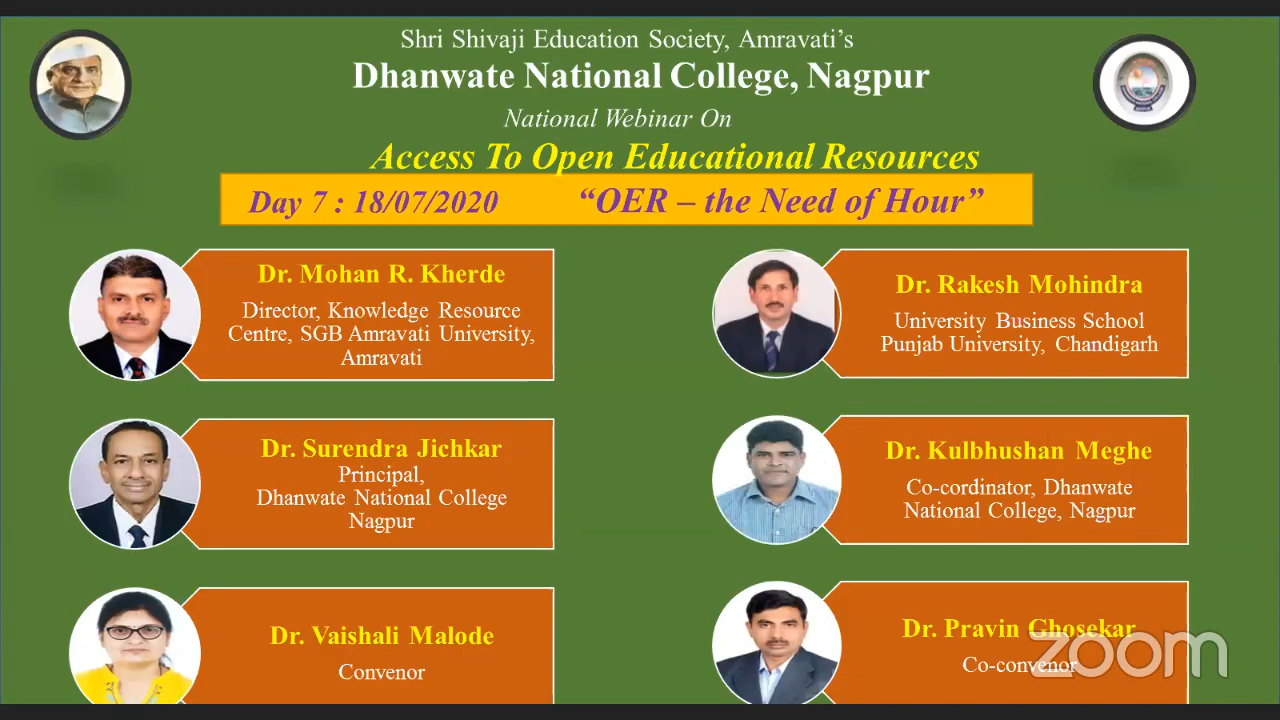 Shri Shivaji Education Society, Amravati's
Dhanwate National College, Nagpur
National Webinar On
Access To Open Educational Resources
Day 7 : 18/07/2020 “OER – the Need of Hour”
Dr. Mohan R. Kherde
Director, Knowledge Resource
Centre, SGB Amravati University,
Amravati
Dr. Rakesh Mohindra
University Business School
Punjab University, Chandigarh
Dr. Surendra Jichkar
Principal,
Dhanwate National College
Nagpur
Dr. Kulbhushan Meghe
Co-cordinator, Dhanwate
National College, Nagpur
Dr. Vaishali Malode
Convenor
Dr. Pravin Ghosekar
Co-convenor
zoom